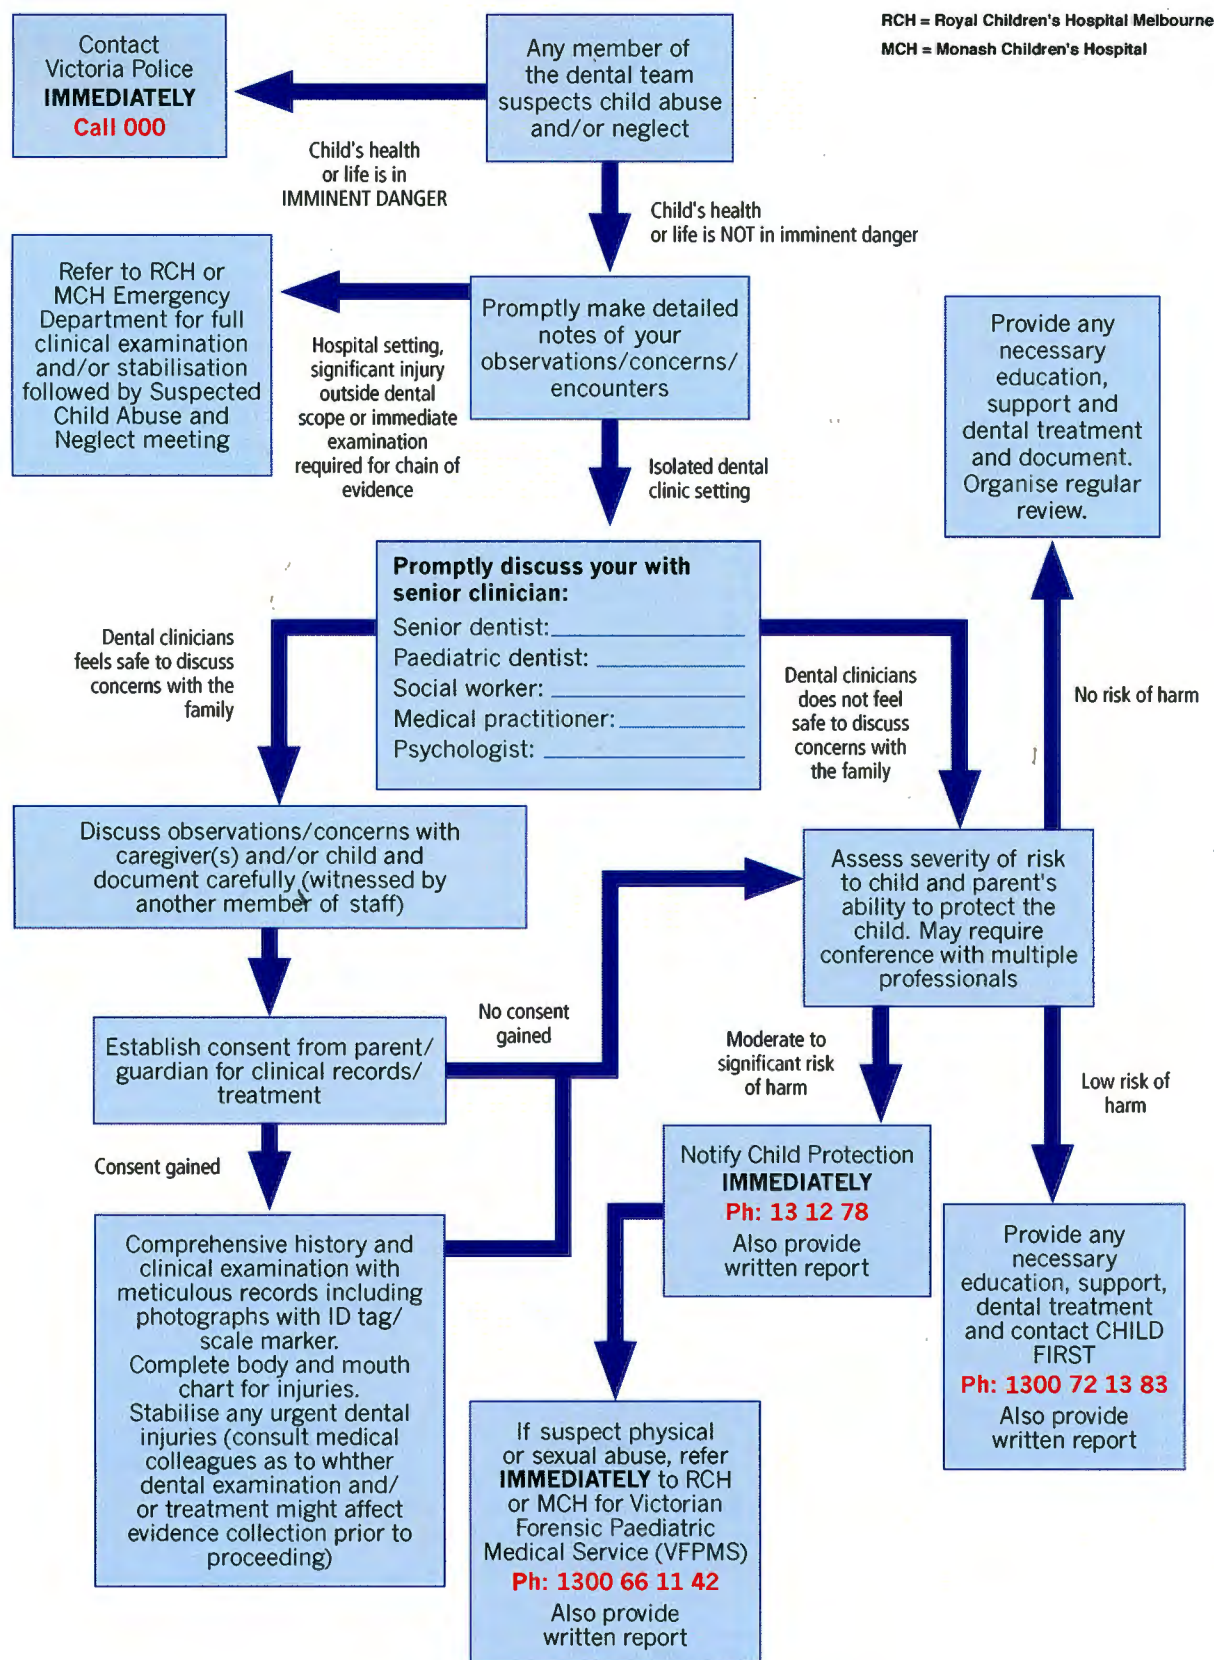 RCH = Royal Children's Hospital Melbourne
MCH = Monash Children's Hospital
Contact
Victoria Police
IMMEDIATELY
Call 000
Any member of
the dental team
suspects child abuse
and/or neglect
Child's health
or life is in
IMMINENT DANGER
Child's health
or life is NOT in imminent danger
Refer to RCH or
MCH Emergency
Department for full
clinical examination
and/or stabilisation
followed by Suspected
Child Abuse and
Neglect meeting
Hospital setting,
significant injury
outside dental
scope or immediate
examination
required for chain of
evidence
Promptly make detailed
notes of your
observations/concerns/
encounters
Isolated dental
clinic setting
Provide any
necessary
education,
support and
dental treatment
and document.
Organise regular
review.
Promptly discuss your with
senior clinician:
Senior dentist:
Paediatric dentist:
Social worker:
Medical practitioner:
Psychologist:
Dental clinicians
feels safe to discuss
concerns with the
family
Dental clinicians
does not feel
safe to discuss
concerns with
the family
No risk of harm
Discuss observations/concerns with
caregiver(s) and/or child and
document carefully (witnessed by
another member of staff)
Assess severity of risk
to child and parent's
ability to protect the
child. May require
conference with multiple
professionals
Establish consent from parent/
guardian for clinical records/
treatment
No consent
gained
Moderate to
significant risk
of harm
Low risk of
harm
Consent gained
Notify Child Protection
IMMEDIATELY
Ph: 13 12 78
Also provide
written report
Comprehensive history and
clinical examination with
meticulous records including
photographs with ID tag/
scale marker.
Complete body and mouth
chart for injuries.
Stabilise any urgent dental
injuries (consult medical
colleagues as to whther
dental examination and/
or treatment might affect
evidence collection prior to
proceeding)
Provide any
necessary
education, support,
dental treatment
and contact CHILD
FIRST
Ph: 1300 72 13 83
Also provide
written report
If suspect physical
or sexual abuse, refer
IMMEDIATELY to RCH
or MCH for Victorian
Forensic Paediatric
Medical Service (VFPMS)
Ph: 1300 66 11 42
Also provide
written report